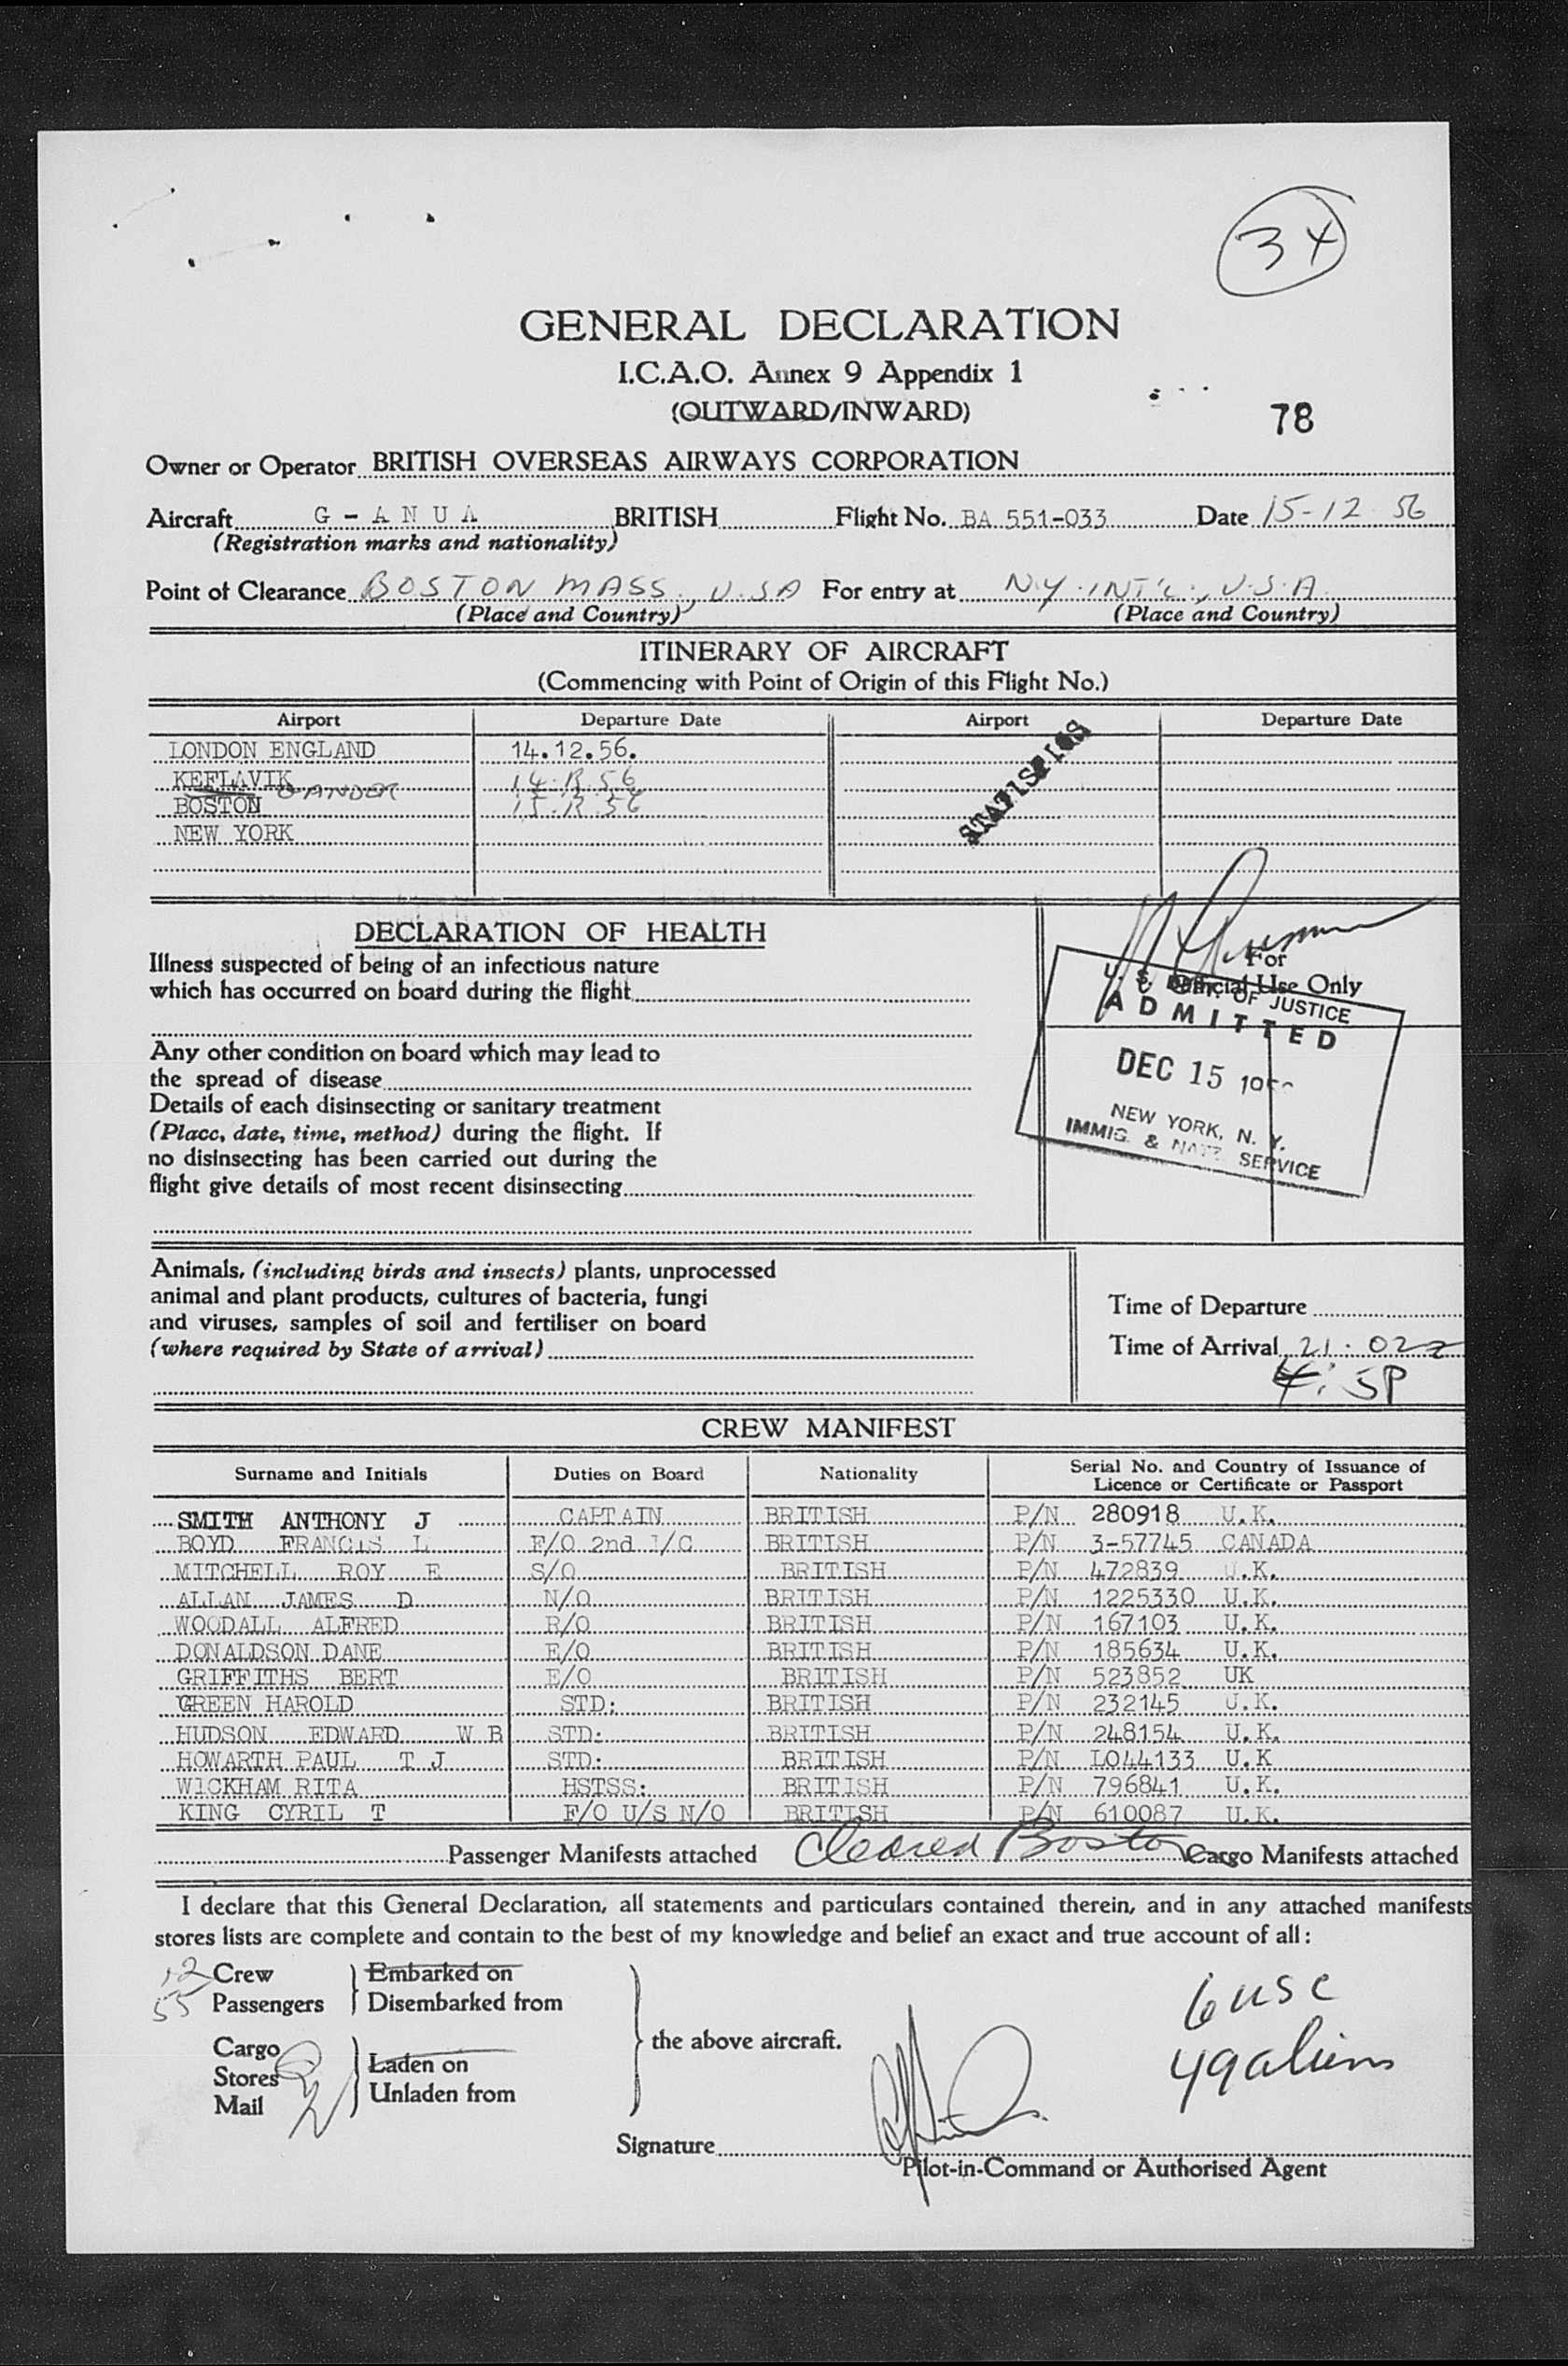 34
GENERAL DECLARATION
I.C.A.O. Annex 9 Appendix 1
(OUTWARD/INWARD)
78
Owner or Operator BRITISH OVERSEAS AIRWAYS CORPORATION
Aircraft G - A N U A BRITISH Flight No. BA 551-033 Date 15-12 56
(Registration marks and nationality)
Point of Clearance BOSTON MASS., U.S.A For entry at N.Y. INT'L., U.S.A.
(Place and Country) (Place and Country)
ITINERARY OF AIRCRAFT
(Commencing with Point of Origin of this Flight No.)
Airport Departure Date Airport Departure Date
LONDON ENGLAND 14.12.56.
KEFLAVIK GANDER 14.12.56
BOSTON 15.12.56
NEW YORK
STATISTICS
DECLARATION OF HEALTH
Illness suspected of being of an infectious nature
which has occurred on board during the flight
For
Official Use Only
U. S. DEPT. OF JUSTICE
ADMITTED
DEC 15
NEW YORK, N. Y.
IMMIG. & NATZ. SERVICE
Any other condition on board which may lead to
the spread of disease
Details of each disinsecting or sanitary treatment
(Place, date, time, method) during the flight. If
no disinsecting has been carried out during the
flight give details of most recent disinsecting
Animals, (including birds and insects) plants, unprocessed
animal and plant products, cultures of bacteria, fungi
and viruses, samples of soil and fertiliser on board
(where required by State of arrival)
Time of Departure
Time of Arrival 21.02z
4:5P
CREW MANIFEST
Surname and Initials Duties on Board Nationality Serial No. and Country of Issuance of Licence or Certificate or Passport
SMITH ANTHONY J CAPTAIN BRITISH P/N 280918 U.K.
BOYD FRANCIS L F/O 2nd I/C BRITISH P/N 3-57745 CANADA
MITCHELL ROY E S/O BRITISH P/N 472839 U.K.
ALLAN JAMES D N/O BRITISH P/N 1225330 U.K.
WOODALL ALFRED R/O BRITISH P/N 167103 U.K.
DONALDSON DANE E/O BRITISH P/N 185634 U.K.
GRIFFITHS BERT E/O BRITISH P/N 523852 UK
GREEN HAROLD STD: BRITISH P/N 232145 U.K.
HUDSON EDWARD W B STD: BRITISH P/N 248154 U.K.
HOWARTH PAUL T J STD: BRITISH P/N L044133 U.K
WICKHAM RITA HSTSS: BRITISH P/N 796841 U.K.
KING CYRIL T F/O U/S N/O BRITISH P/N 610087 U.K.
Passenger Manifests attached Cleared Boston Cargo Manifests attached
I declare that this General Declaration, all statements and particulars contained therein, and in any attached manifests
stores lists are complete and contain to the best of my knowledge and belief an exact and true account of all:
12 Crew Embarked on
55 Passengers Disembarked from
the above aircraft.
Cargo
Stores Laden on
Mail Unladen from
6 USC
49 aliens
Signature
Pilot-in-Command or Authorised Agent